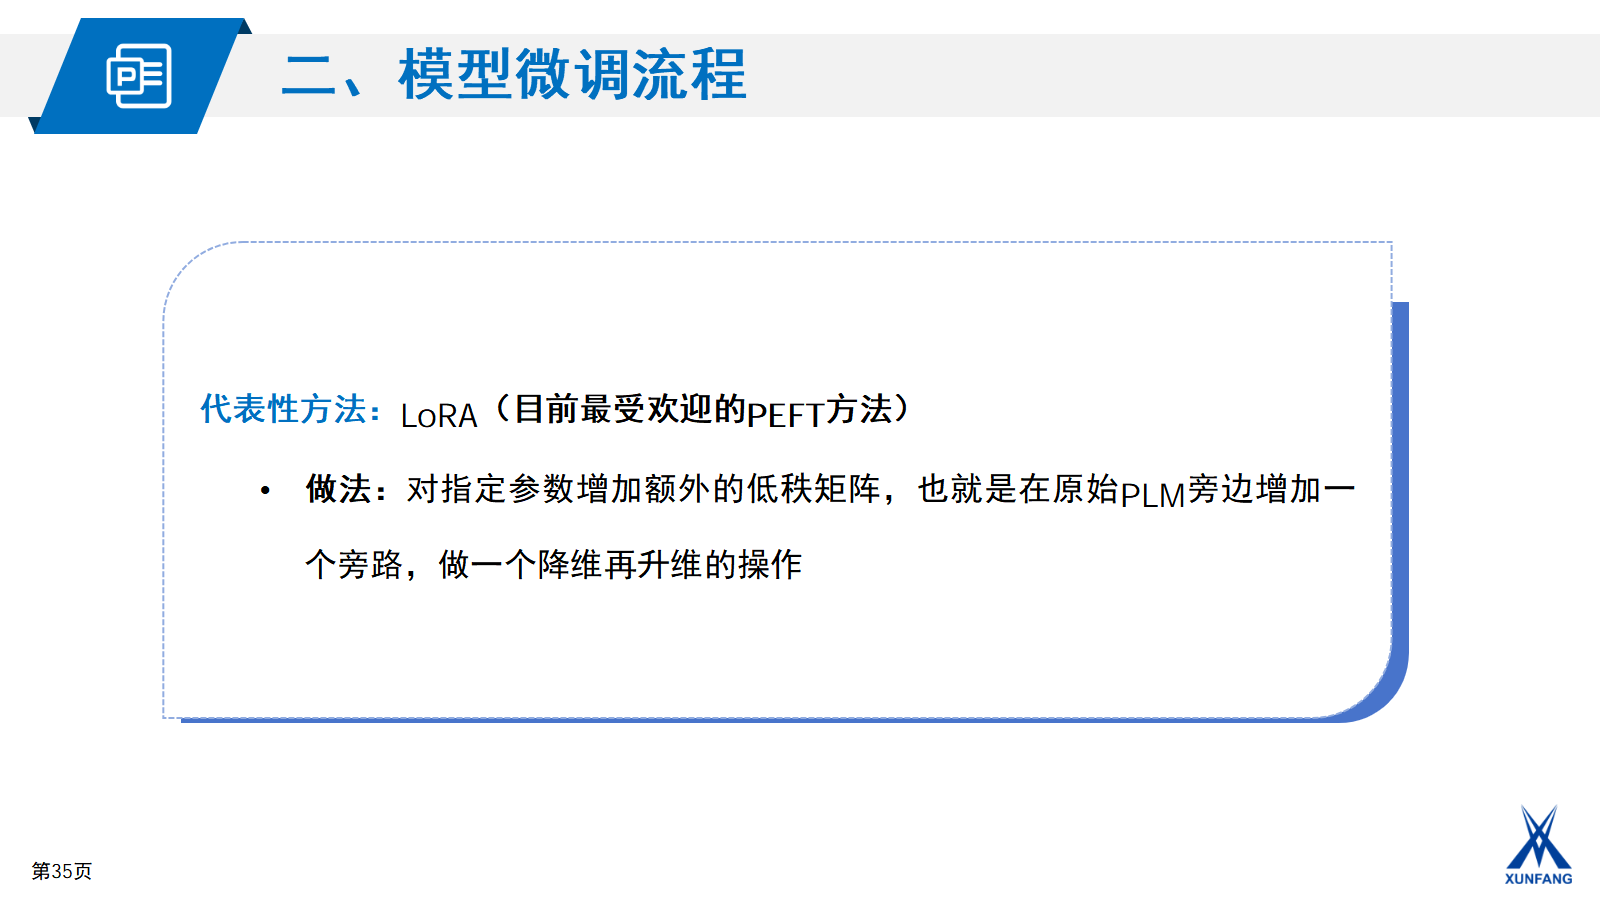 P
二、模型微调流程
代表性方法：LoRA（目前最受欢迎的PEFT方法）
• 做法：对指定参数增加额外的低秩矩阵，也就是在原始PLM旁边增加一
个旁路，做一个降维再升维的操作
第35页
XUNFANG